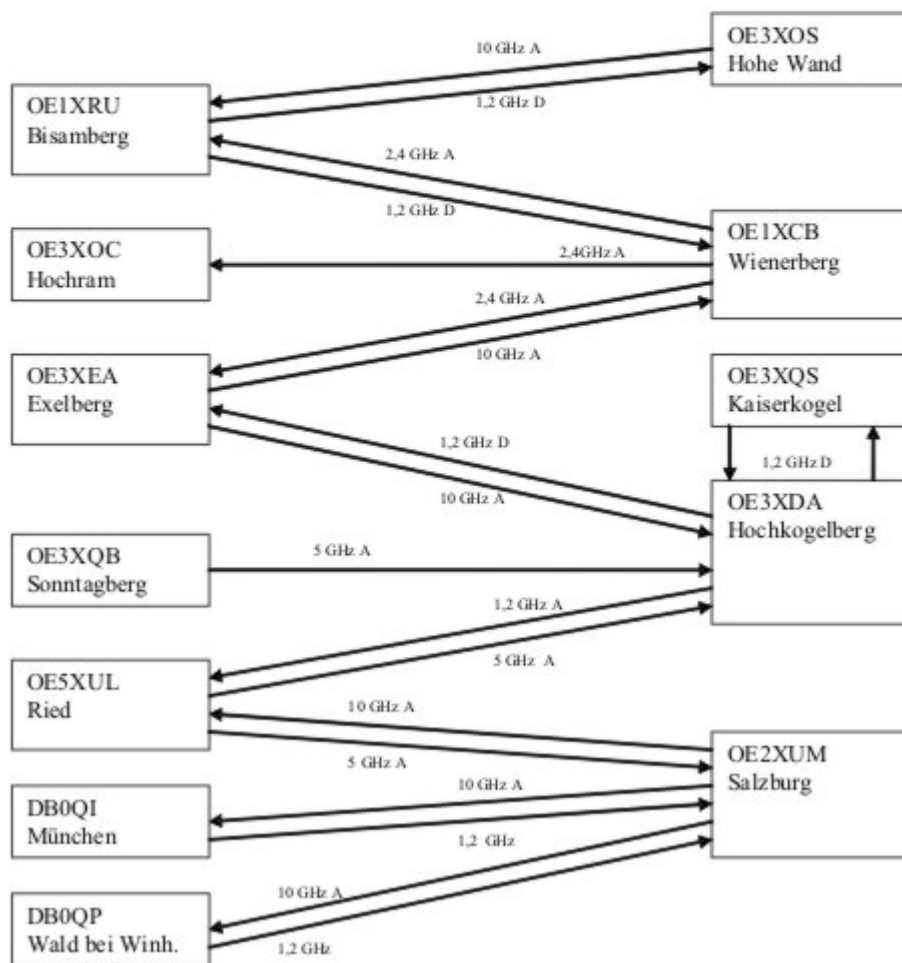 OE3XOS
Hohe Wand
10 GHz A
OE1XRU
Bisamberg
1,2 GHz D
2,4 GHz A
1,2 GHz D
OE1XCB
Wienerberg
OE3XOC
Hochram
2,4GHz A
2,4 GHz A
10 GHz A
OE3XEA
Exelberg
OE3XQS
Kaiserkogel
1,2 GHz D
1,2 GHz D
10 GHz A
OE3XDA
Hochkogelberg
OE3XQB
Sonntagberg
5 GHz A
1,2 GHz A
5 GHz A
OE5XUL
Ried
10 GHz A
5 GHz A
OE2XUM
Salzburg
10 GHz A
DB0QI
München
1,2 GHz
10 GHz A
DB0QP
Wald bei Winh.
1,2 GHz